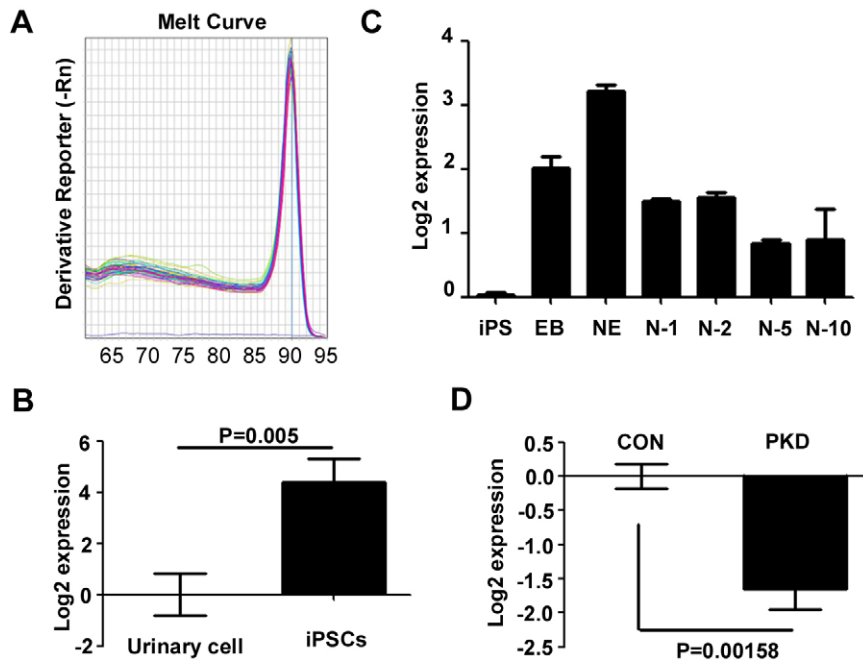 A
Melt Curve
Derivative Reporter (-Rn)
65 70 75 80 85 90 95
B
P=0.005
Log2 expression
6
4
2
0
-2
Urinary cell
iPSCs
C
Log2 expression
4
3
2
1
0
iPS EB NE N-1 N-2 N-5 N-10
D
CON
PKD
Log2 expression
0.5
0.0
-0.5
-1.0
-1.5
-2.0
-2.5
P=0.00158